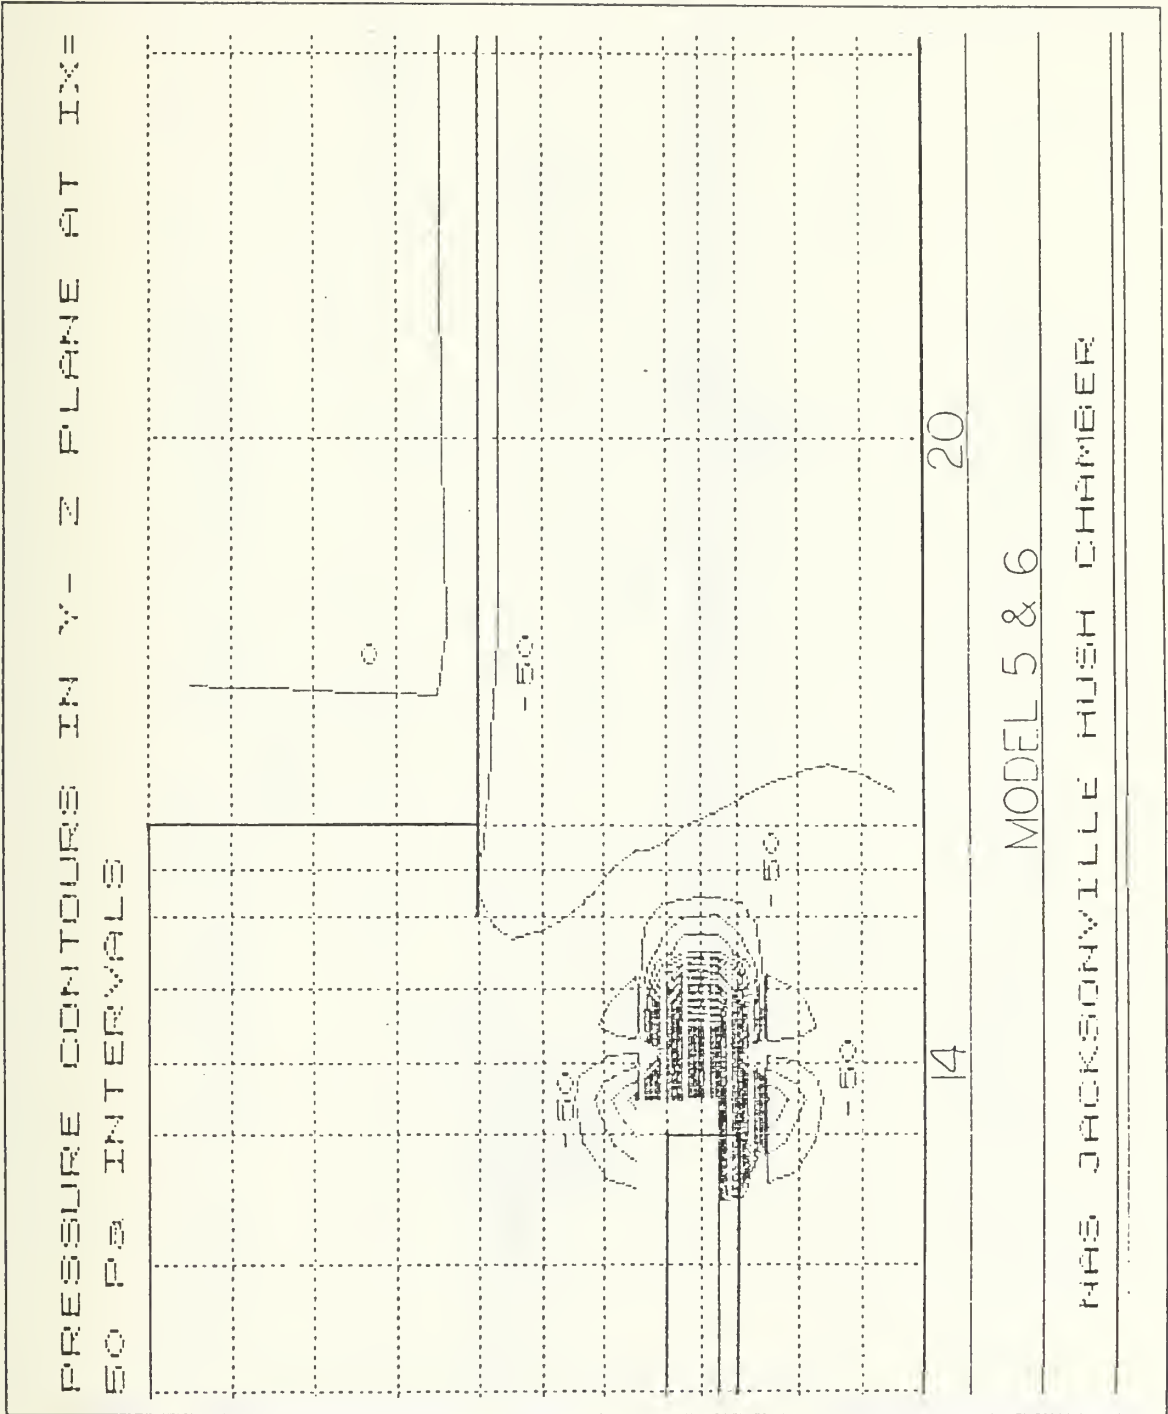 PRESSURE CONTOURS IN Y- Z PLANE AT IX=
50 Pa INTERVALS
0
-50
-50
-50
-50
14
20
MODEL 5 & 6
NAS JACKSONVILLE HUSH CHAMBER